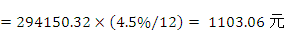 = 294150.32 × (4.5%/12) = 1103.06 元